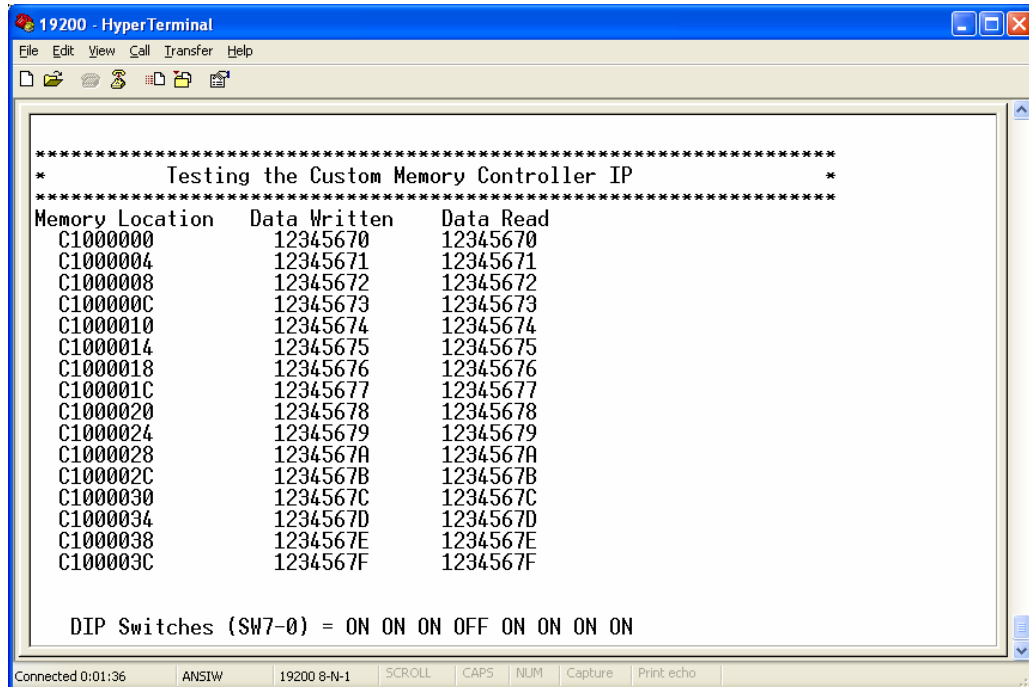 19200 - HyperTerminal
File Edit View Call Transfer Help
*******************************************************************
* Testing the Custom Memory Controller IP *
*******************************************************************
Memory Location Data Written Data Read
C1000000 12345670 12345670
C1000004 12345671 12345671
C1000008 12345672 12345672
C100000C 12345673 12345673
C1000010 12345674 12345674
C1000014 12345675 12345675
C1000018 12345676 12345676
C100001C 12345677 12345677
C1000020 12345678 12345678
C1000024 12345679 12345679
C1000028 1234567A 1234567A
C100002C 1234567B 1234567B
C1000030 1234567C 1234567C
C1000034 1234567D 1234567D
C1000038 1234567E 1234567E
C100003C 1234567F 1234567F
DIP Switches (SW7-0) = ON ON ON OFF ON ON ON ON
Connected 0:01:36 ANSIW 19200 8-N-1 SCROLL CAPS NUM Capture Print echo